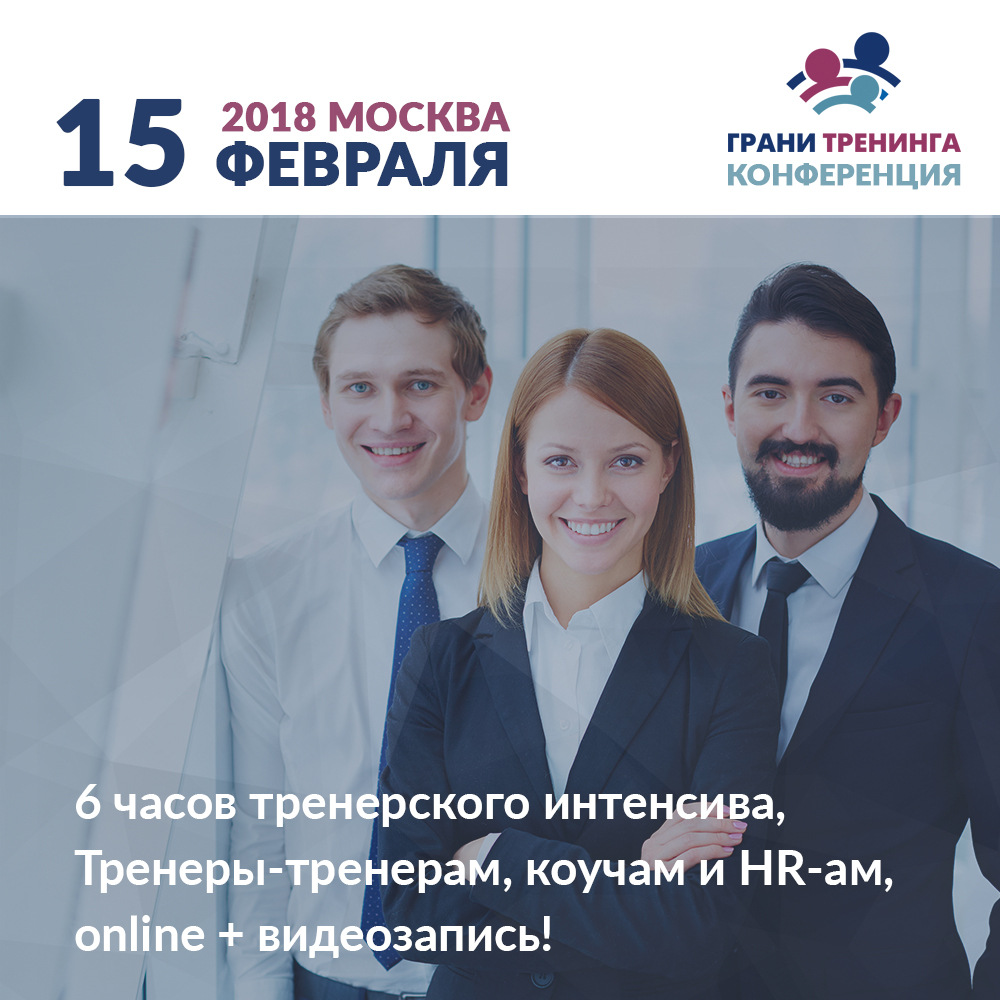 15
2018 МОСКВА
ФЕВРАЛЯ
ГРАНИ ТРЕНИНГА
КОНФЕРЕНЦИЯ
6 часов тренерского интенсива,
Тренеры-тренерам, коучам и HR-ам,
online + видеозапись!